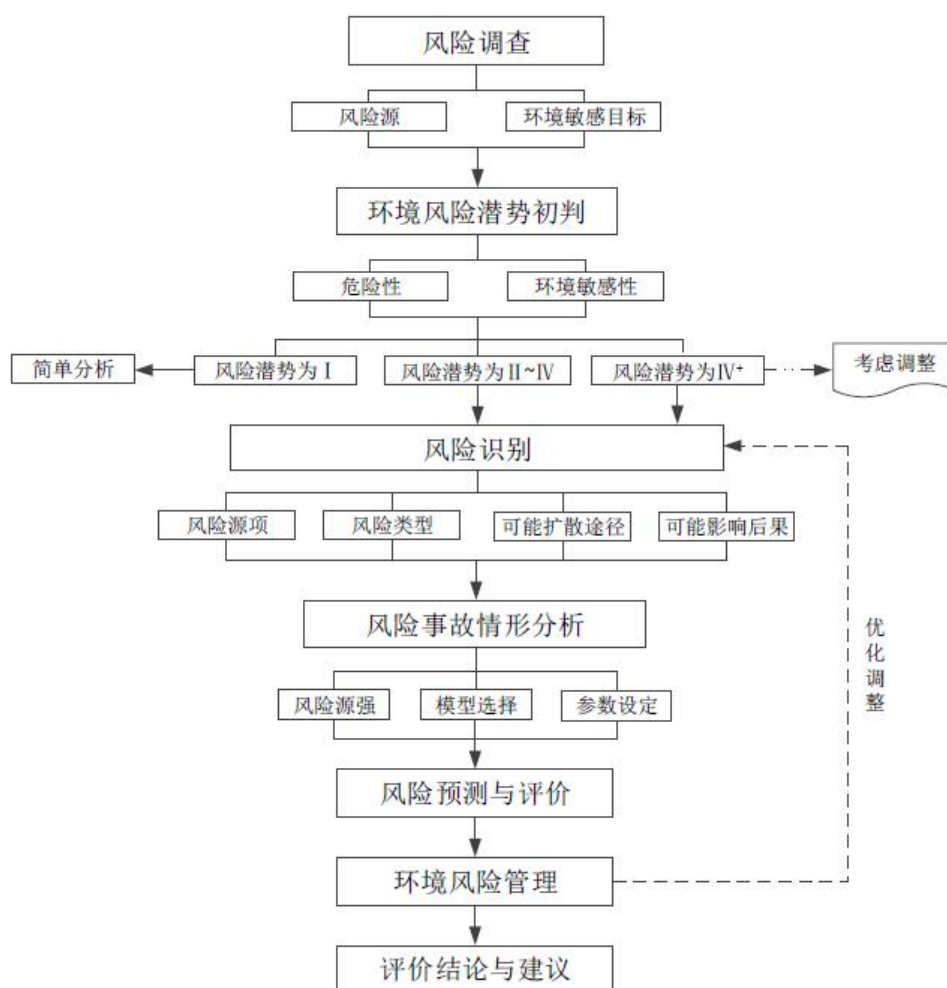 风险调查
风险源
环境敏感目标
环境风险潜势初判
危险性
环境敏感性
简单分析
风险潜势为Ⅰ
风险潜势为Ⅱ~Ⅳ
风险潜势为Ⅳ⁺
考虑调整
风险识别
风险源项
风险类型
可能扩散途径
可能影响后果
风险事故情形分析
优化调整
风险源强
模型选择
参数设定
风险预测与评价
环境风险管理
评价结论与建议